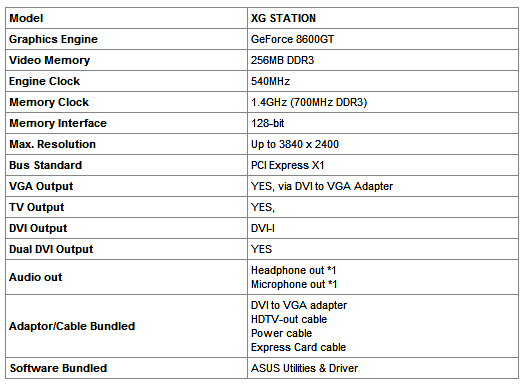 Model XG STATION
Graphics Engine GeForce 8600GT
Video Memory 256MB DDR3
Engine Clock 540MHz
Memory Clock 1.4GHz (700MHz DDR3)
Memory Interface 128-bit
Max. Resolution Up to 3840 x 2400
Bus Standard PCI Express X1
VGA Output YES, via DVI to VGA Adapter
TV Output YES,
DVI Output DVI-I
Dual DVI Output YES
Audio out Headphone out *1
Microphone out *1
Adaptor/Cable Bundled DVI to VGA adapter
HDTV-out cable
Power cable
Express Card cable
Software Bundled ASUS Utilities & Driver